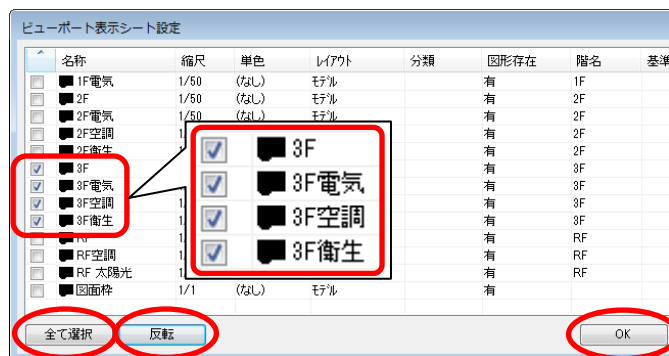 ビューポート表示シート設定
名称 縮尺 単色 レイアウト 分類 図形存在 階名 基準
1F電気 1/50 (なし) モデル 有 1F
2F 1/50 (なし) モデル 有 2F
2F電気 1/50 (なし) モデル 有 2F
2F空調 有 2F
2F衛生 有 2F
3F 有 3F
3F電気 有 3F
3F空調 有 3F
3F衛生 有 3F
RF 有 RF
RF空調 有 RF
RF 太陽光 有 RF
図面枠 1/1 (なし) モデル 有
3F
3F電気
3F空調
3F衛生
全て選択 反転 OK